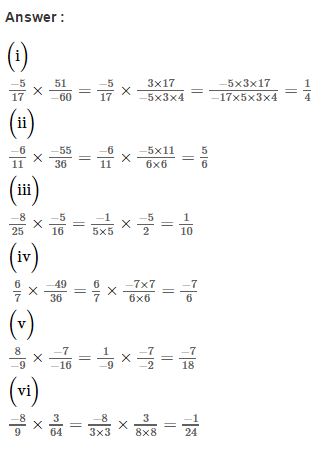 Answer :
(i)
−5/17 × 51/−60 = −5/17 × 3×17/−5×3×4 = −5×3×17/−17×5×3×4 = 1/4
(ii)
−6/11 × −55/36 = −6/11 × −5×11/6×6 = 5/6
(iii)
−8/25 × −5/16 = −1/5×5 × −5/2 = 1/10
(iv)
6/7 × −49/36 = 6/7 × −7×7/6×6 = −7/6
(v)
8/−9 × −7/−16 = 1/−9 × −7/−2 = −7/18
(vi)
−8/9 × 3/64 = −8/3×3 × 3/8×8 = −1/24